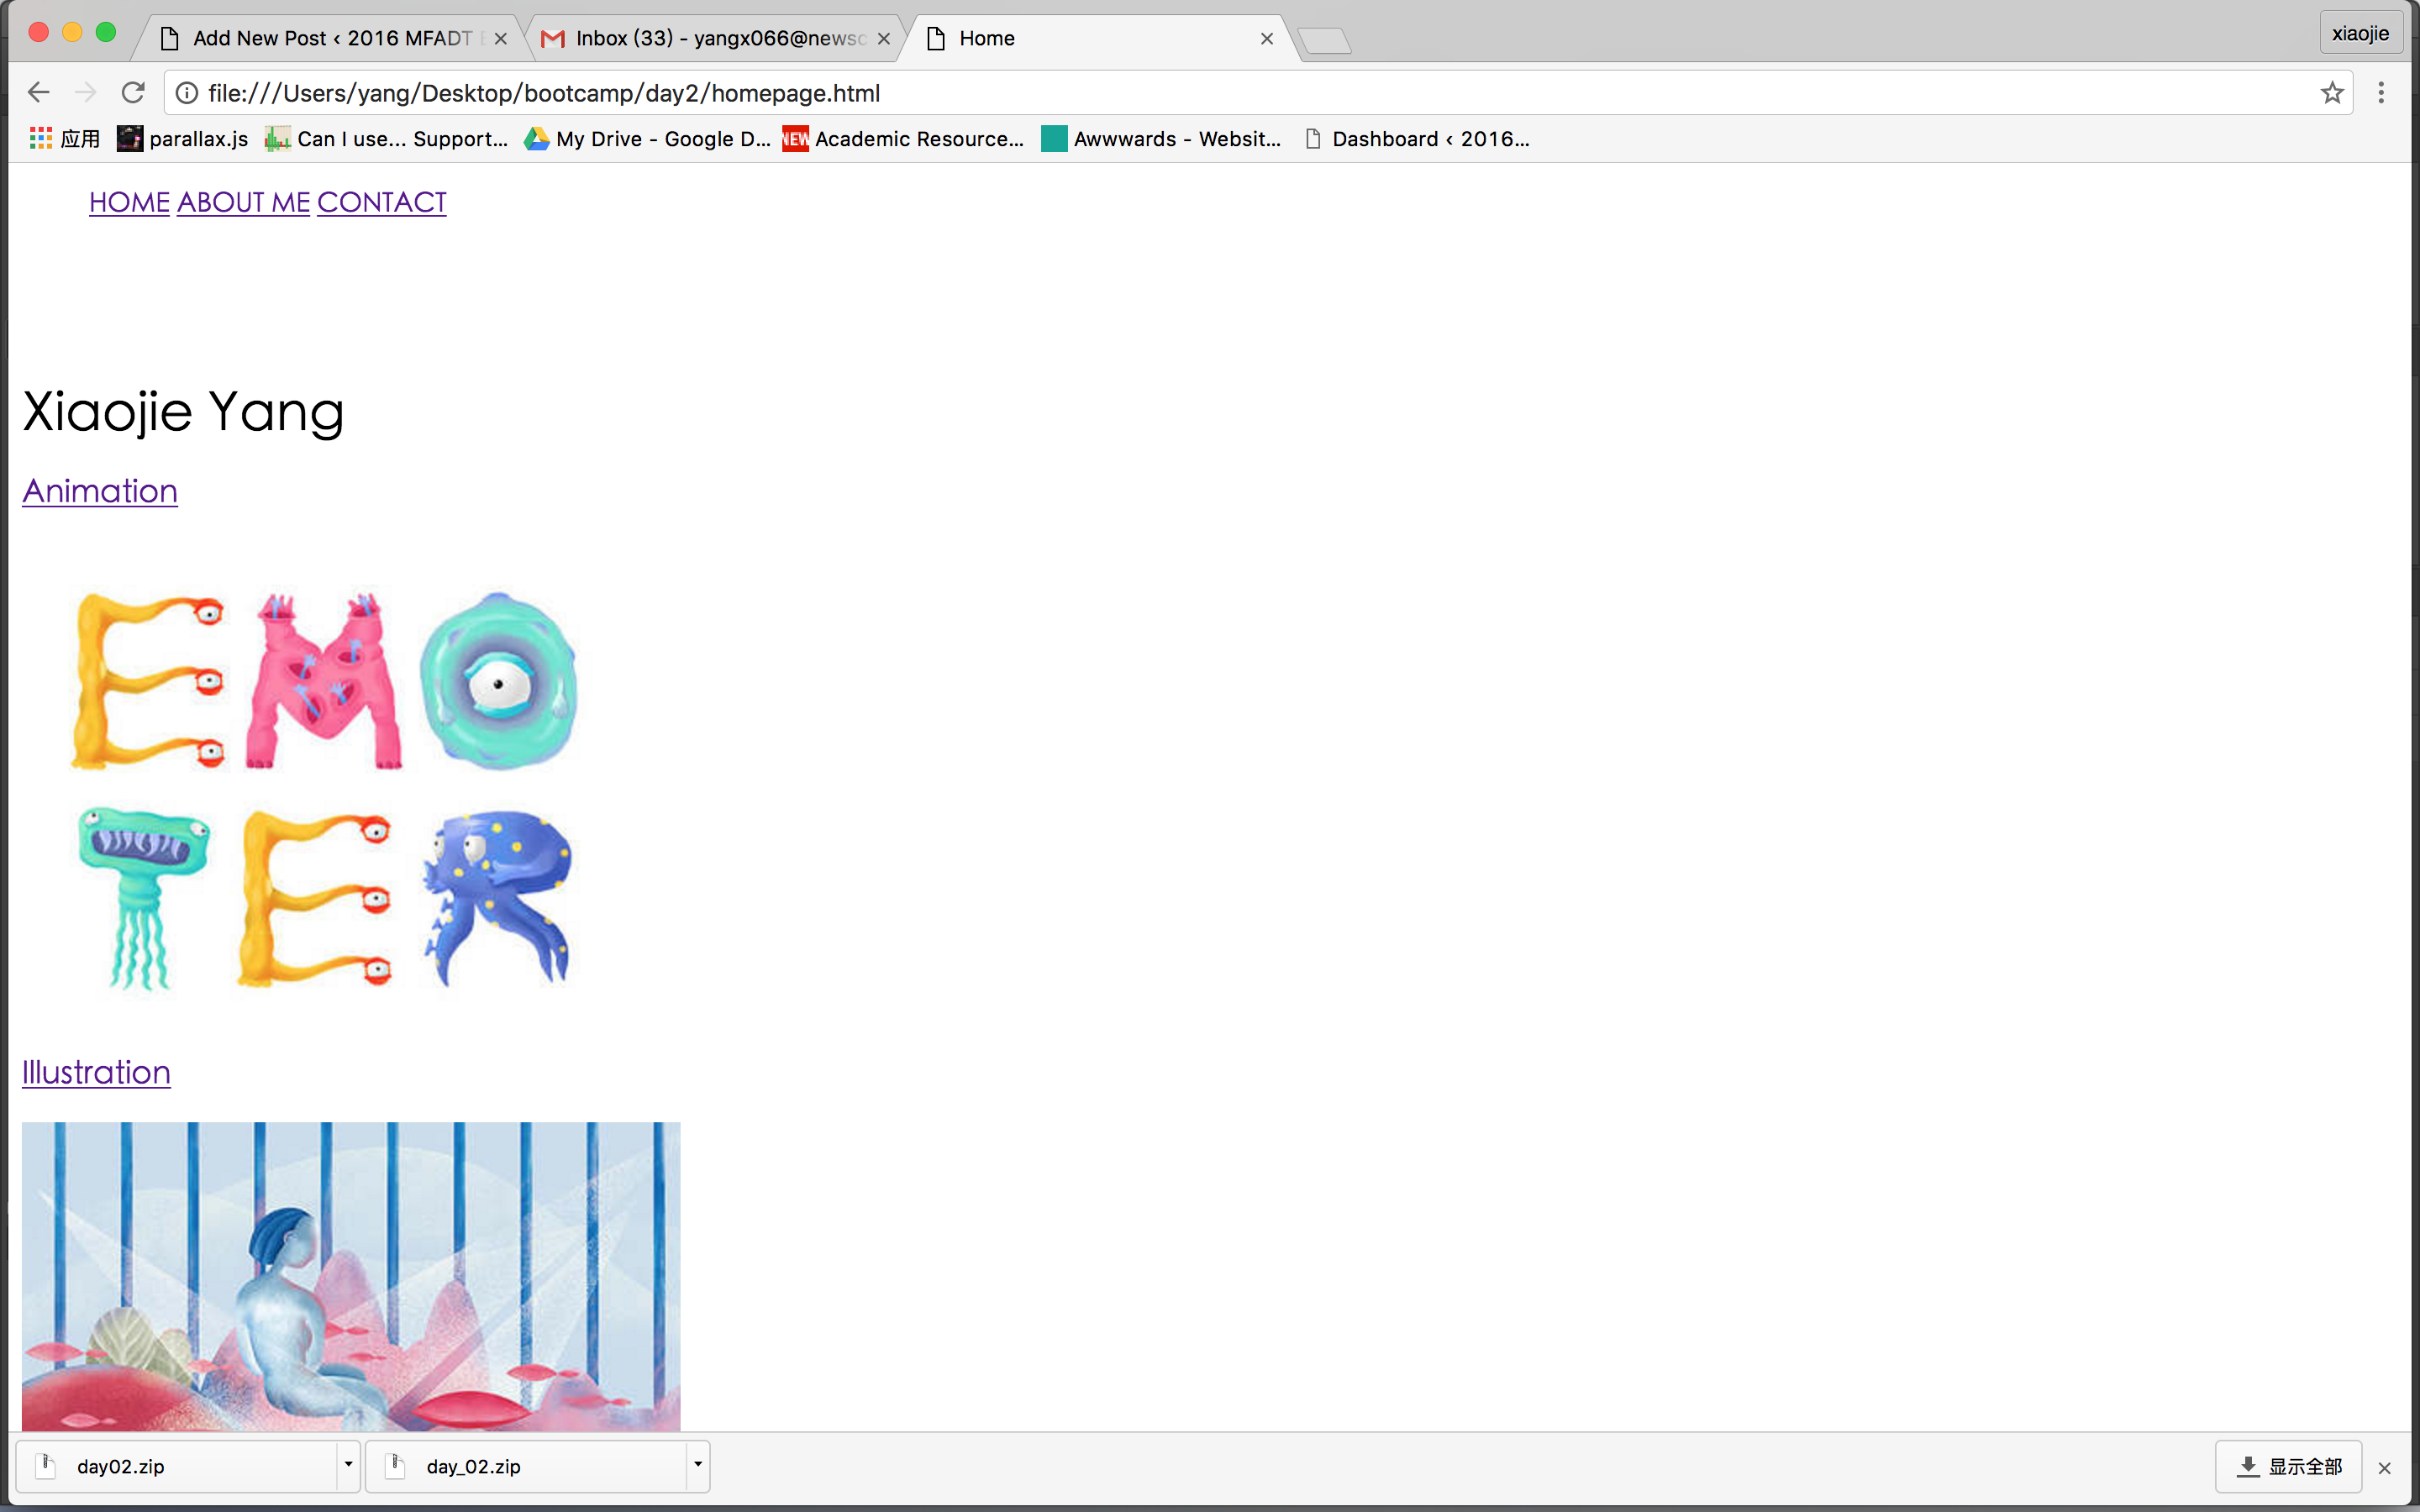 Add New Post ‹ 2016 MFADT
Inbox (33) - yangx066@newsc
Home
xiaojie
file:///Users/yang/Desktop/bootcamp/day2/homepage.html
应用
parallax.js
Can I use... Support...
My Drive - Google D...
NEW
Academic Resource...
Awwwards - Websit...
Dashboard ‹ 2016...
HOME ABOUT ME CONTACT
Xiaojie Yang
Animation
EMO
TER
Illustration
day02.zip
day_02.zip
显示全部